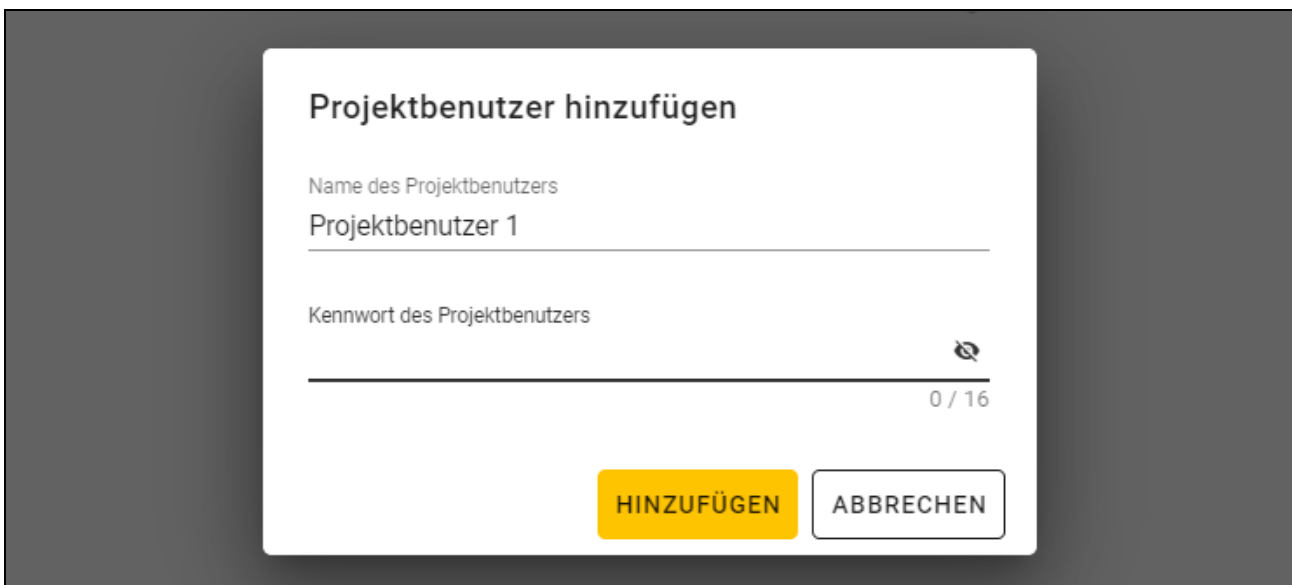 Projektbenutzer hinzufügen
Name des Projektbenutzers
Projektbenutzer 1
Kennwort des Projektbenutzers
0 / 16
HINZUFÜGEN ABBRECHEN